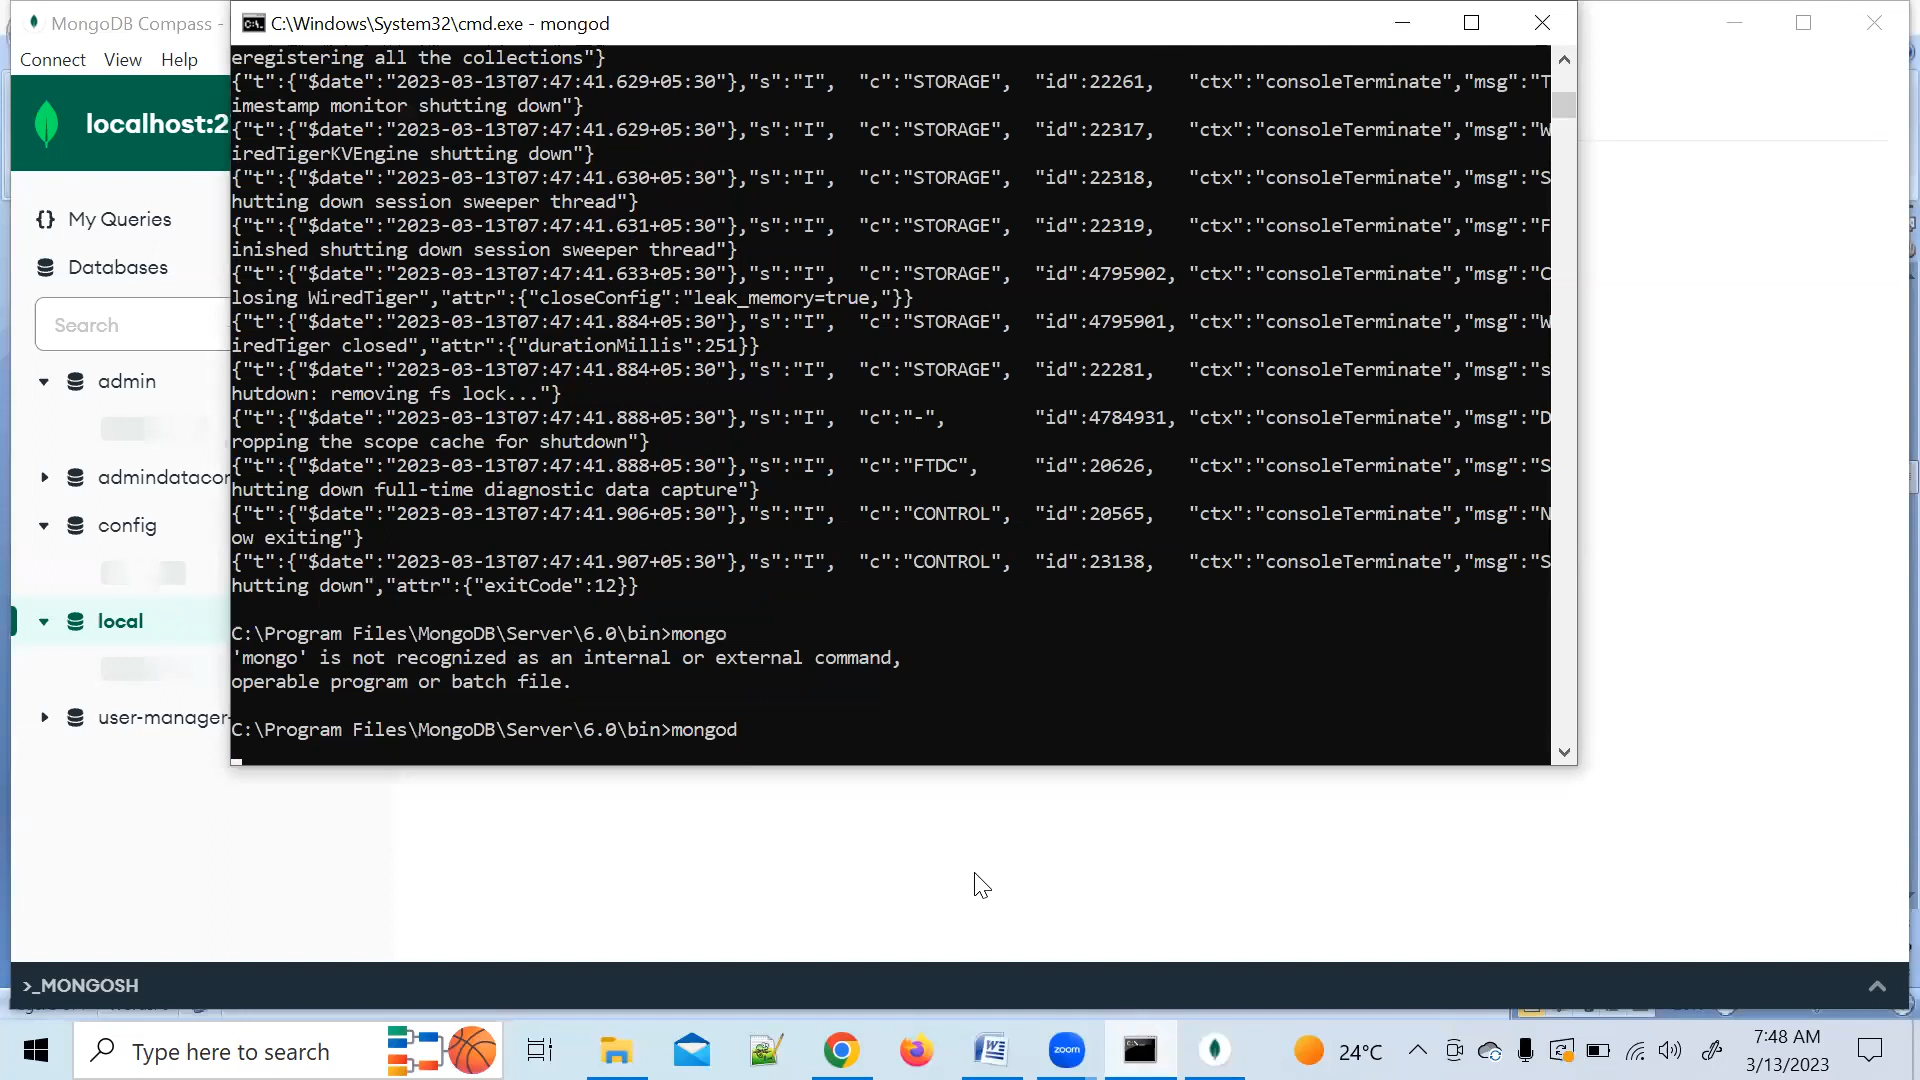 MongoDB Compass -
C:\Windows\System32\cmd.exe - mongod
Connect View Help
localhost:2
My Queries
Databases
Search
admin
admindatacor
config
local
user-manager-
eregistering all the collections"}
{"t":{"$date":"2023-03-13T07:47:41.629+05:30"},"s":"I", "c":"STORAGE", "id":22261, "ctx":"consoleTerminate","msg":"T
imestamp monitor shutting down"}
{"t":{"$date":"2023-03-13T07:47:41.629+05:30"},"s":"I", "c":"STORAGE", "id":22317, "ctx":"consoleTerminate","msg":"W
iredTigerKVEngine shutting down"}
{"t":{"$date":"2023-03-13T07:47:41.630+05:30"},"s":"I", "c":"STORAGE", "id":22318, "ctx":"consoleTerminate","msg":"S
hutting down session sweeper thread"}
{"t":{"$date":"2023-03-13T07:47:41.631+05:30"},"s":"I", "c":"STORAGE", "id":22319, "ctx":"consoleTerminate","msg":"F
inished shutting down session sweeper thread"}
{"t":{"$date":"2023-03-13T07:47:41.633+05:30"},"s":"I", "c":"STORAGE", "id":4795902, "ctx":"consoleTerminate","msg":"C
losing WiredTiger","attr":{"closeConfig":"leak_memory=true,"}}
{"t":{"$date":"2023-03-13T07:47:41.884+05:30"},"s":"I", "c":"STORAGE", "id":4795901, "ctx":"consoleTerminate","msg":"W
iredTiger closed","attr":{"durationMillis":251}}
{"t":{"$date":"2023-03-13T07:47:41.884+05:30"},"s":"I", "c":"STORAGE", "id":22281, "ctx":"consoleTerminate","msg":"s
hutdown: removing fs lock..."}
{"t":{"$date":"2023-03-13T07:47:41.888+05:30"},"s":"I", "c":"-", "id":4784931, "ctx":"consoleTerminate","msg":"D
ropping the scope cache for shutdown"}
{"t":{"$date":"2023-03-13T07:47:41.888+05:30"},"s":"I", "c":"FTDC", "id":20626, "ctx":"consoleTerminate","msg":"S
hutting down full-time diagnostic data capture"}
{"t":{"$date":"2023-03-13T07:47:41.906+05:30"},"s":"I", "c":"CONTROL", "id":20565, "ctx":"consoleTerminate","msg":"N
ow exiting"}
{"t":{"$date":"2023-03-13T07:47:41.907+05:30"},"s":"I", "c":"CONTROL", "id":23138, "ctx":"consoleTerminate","msg":"S
hutting down","attr":{"exitCode":12}}
C:\Program Files\MongoDB\Server\6.0\bin>mongo
'mongo' is not recognized as an internal or external command,
operable program or batch file.
C:\Program Files\MongoDB\Server\6.0\bin>mongod
>_MONGOSH
Type here to search
zoom
24°C
7:48 AM
3/13/2023